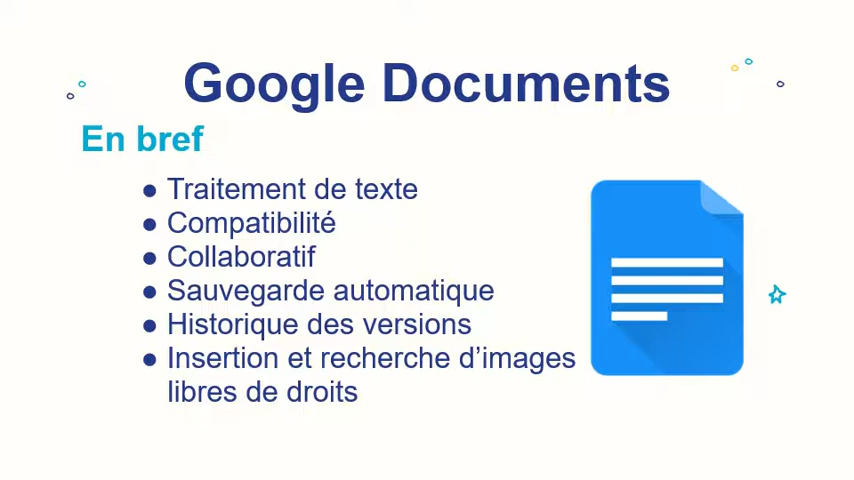 Google Documents
En bref
● Traitement de texte
● Compatibilité
● Collaboratif
● Sauvegarde automatique
● Historique des versions
● Insertion et recherche d’images
libres de droits